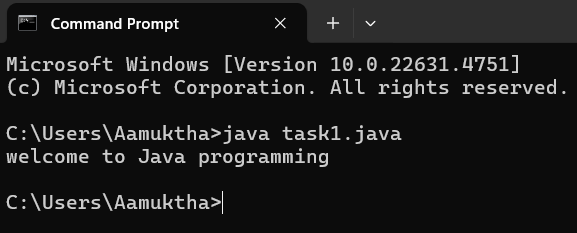 Command Prompt
Microsoft Windows [Version 10.0.22631.4751]
(c) Microsoft Corporation. All rights reserved.
C:\Users\Aamuktha>java task1.java
welcome to Java programming
C:\Users\Aamuktha>